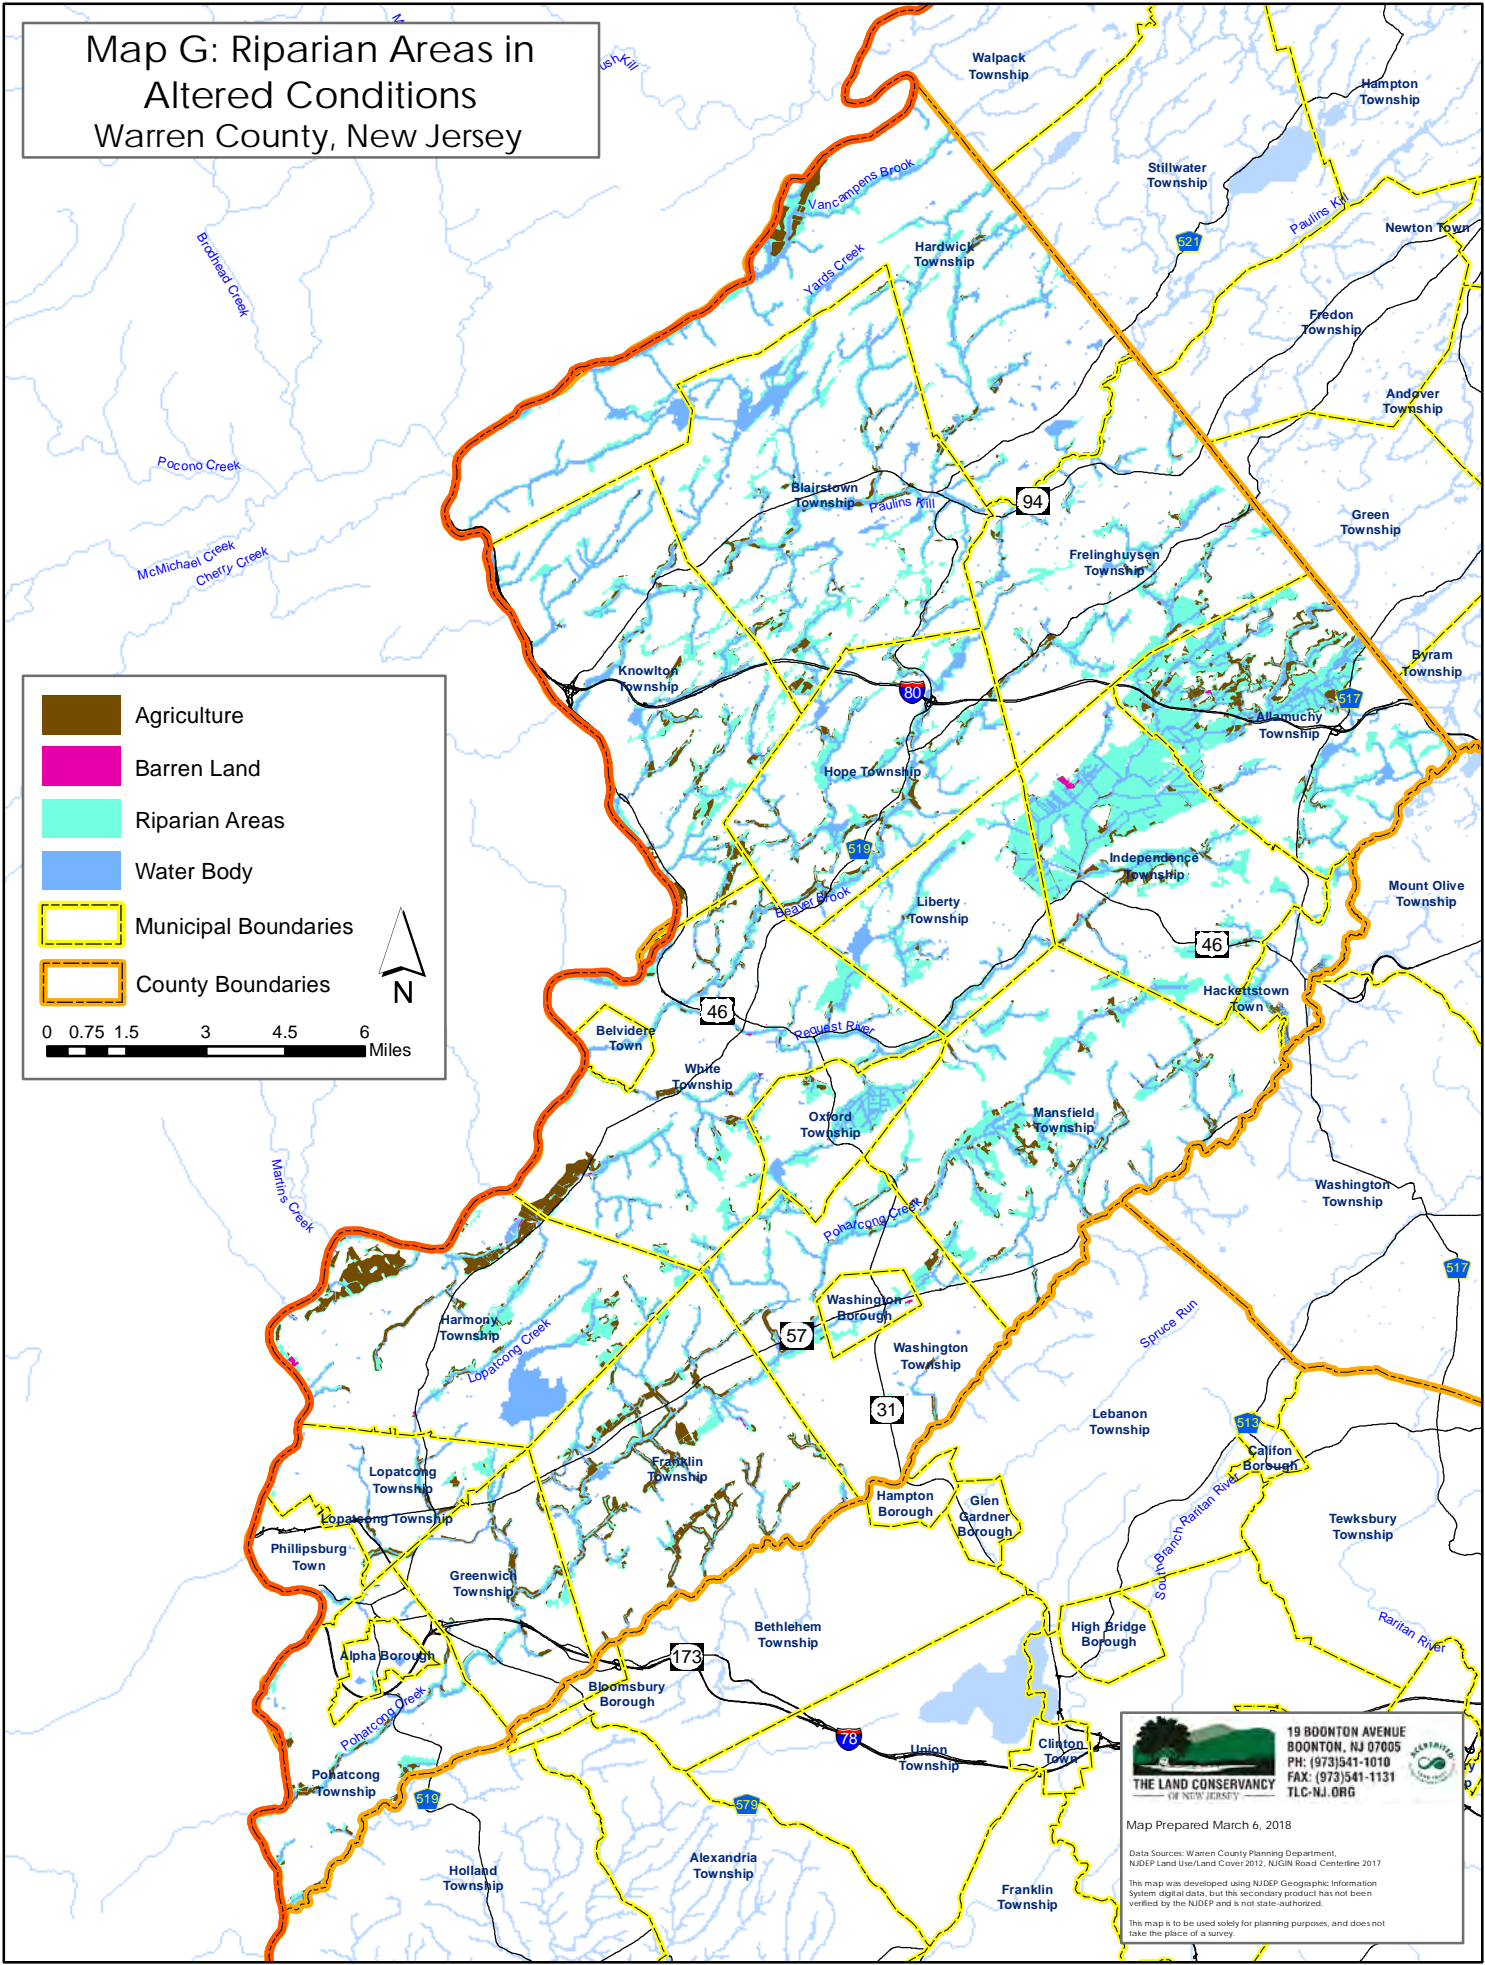 Map G: Riparian Areas in
Altered Conditions
Warren County, New Jersey
ush Kill
Walpack
Township
Hampton
Township
Stillwater
Township
Vancampens Brook
Paulins Kill
Newton Town
521
Hardwick
Township
Yards Creek
Brodhead Creek
Fredon
Township
Andover
Township
Pocono Creek
Blairstown
Township
Paulins Kill
94
Green
Township
McMichael Creek
Cherry Creek
Frelinghuysen
Township
Byram
Township
Knowlton
Township
80
517
Allamuchy
Township
Hope Township
519
Independence
Township
Mount Olive
Township
Beaver Brook
Liberty
Township
46
Hackettstown
Town
46
Belvidere
Town
Request River
White
Township
Oxford
Township
Mansfield
Township
Agriculture
Barren Land
Riparian Areas
Water Body
Municipal Boundaries
County Boundaries
N
0 0.75 1.5 3 4.5 6
Miles
Martins Creek
Washington
Township
Pohatcong Creek
517
Washington
Borough
Harmony
Township
Lopatcong Creek
57
Spruce Run
Washington
Township
31
Lebanon
Township
513
Califon
Borough
Franklin
Township
Lopatcong
Township
Hampton
Borough
Glen
Gardner
Borough
South Branch Raritan River
Tewksbury
Township
Lopatcong Township
Phillipsburg
Town
Greenwich
Township
Bethlehem
Township
High Bridge
Borough
Raritan River
Alpha Borough
173
Bloomsbury
Borough
Pohatcong Creek
78
Union
Township
Clinton
Town
Pohatcong
Township
519
579
Holland
Township
Alexandria
Township
Franklin
Township
THE LAND CONSERVANCY
OF NEW JERSEY
19 BOONTON AVENUE
BOONTON, NJ 07005
PH: (973)541-1010
FAX: (973)541-1131
TLC-NJ.ORG
ACCREDITED
Map Prepared March 6, 2018
Data Sources: Warren County Planning Department,
NJDEP Land Use/Land Cover 2012, NJGIN Road Centerline 2017
This map was developed using NJDEP Geographic Information
System digital data, but this secondary product has not been
verified by the NJDEP and is not state-authorized.
This map is to be used solely for planning purposes, and does not
take the place of a survey.